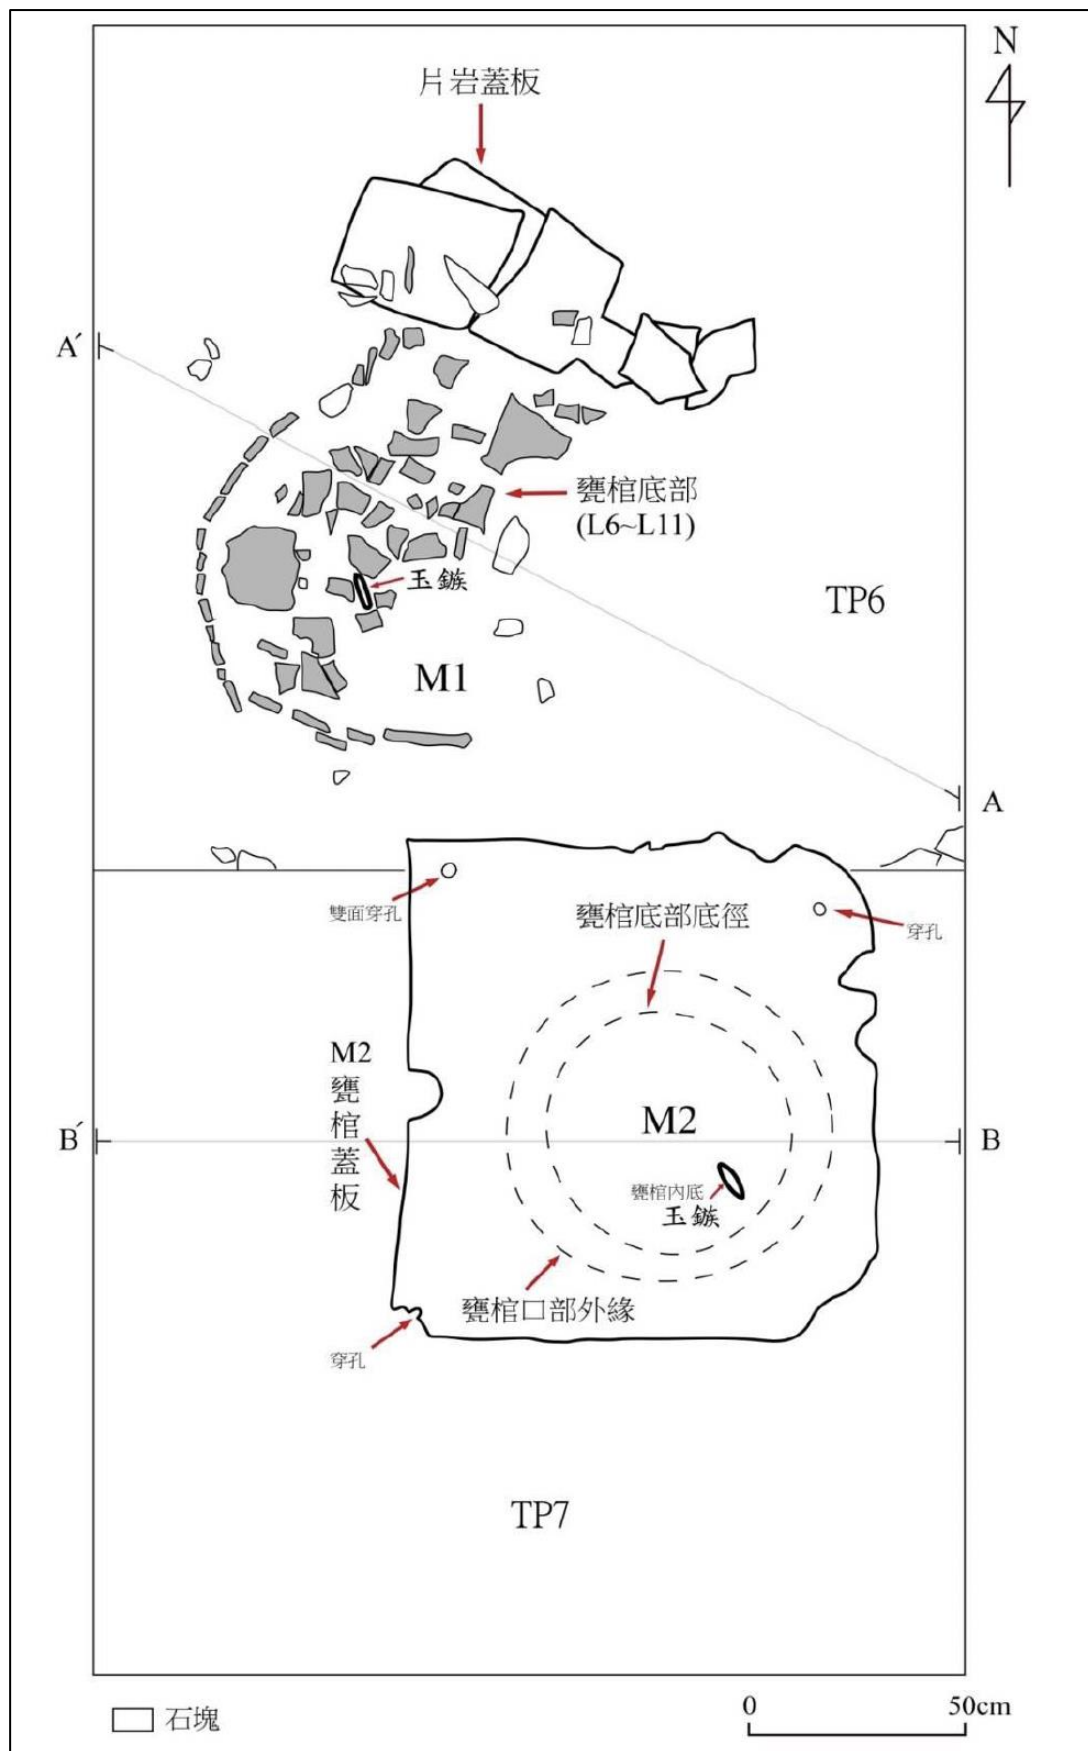 N
片岩蓋板
A′
甕棺底部
(L6~L11)
玉鏃
TP6
M1
A
雙面穿孔
甕棺底部底徑
穿孔
M2
甕
棺
蓋
板
M2
B′
B
甕棺內底
玉鏃
甕棺口部外緣
穿孔
TP7
石塊
0
50cm